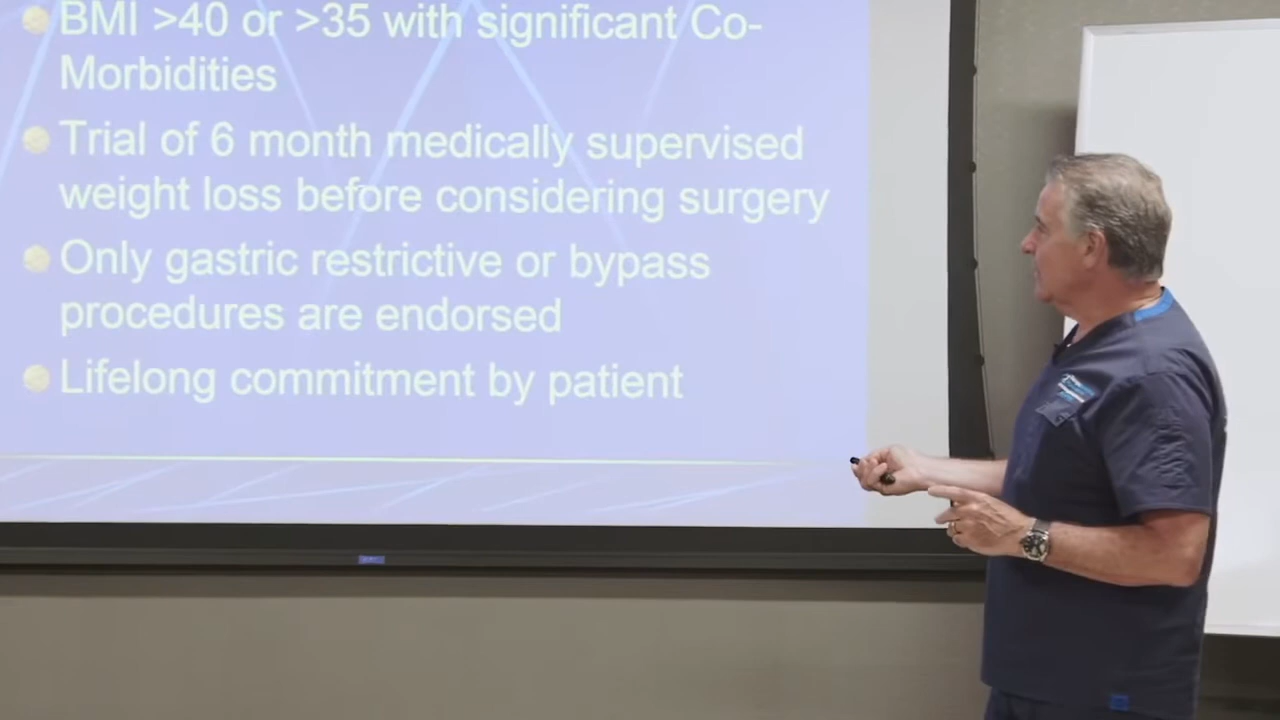 BMI >40 or >35 with significant Co-
Morbidities
Trial of 6 month medically supervised
weight loss before considering surgery
Only gastric restrictive or bypass
procedures are endorsed
Lifelong commitment by patient